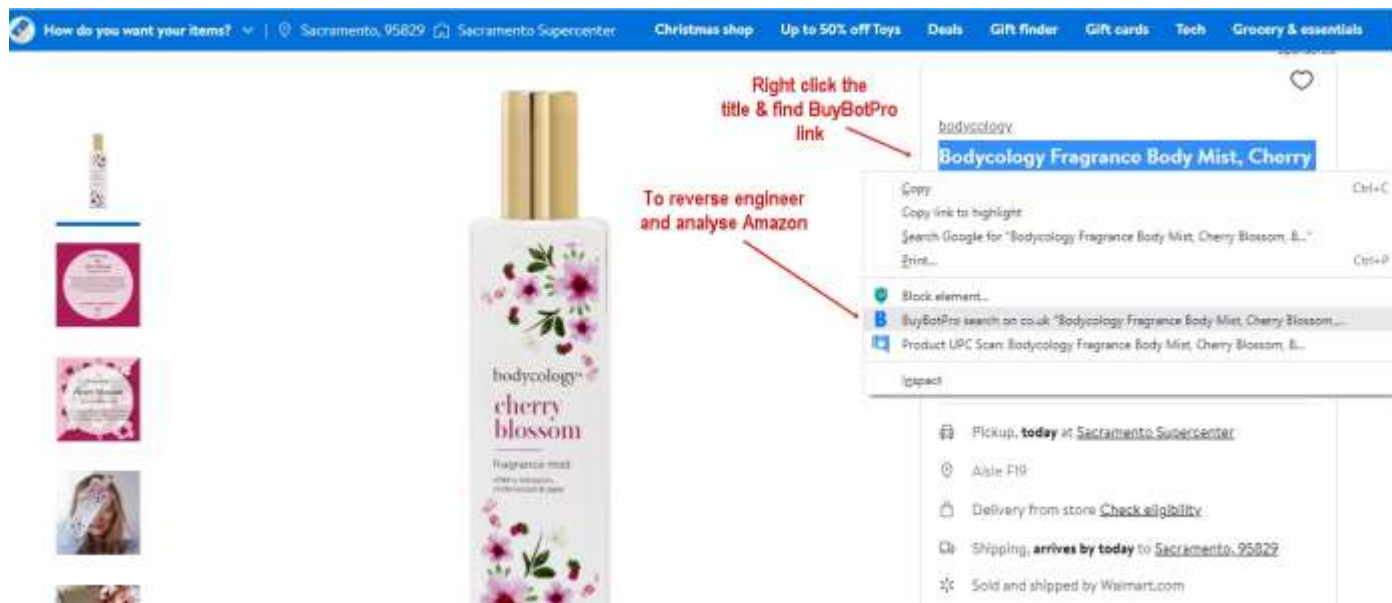 How do you want your items?
Sacramento, 95829
Sacramento Supercenter
Christmas shop
Up to 50% off Toys
Deals
Gift finder
Gift cards
Tech
Grocery & essentials
Right click the
title & find BuyBotPro
link
To reverse engineer
and analyse Amazon
bodycology
Bodycology Fragrance Body Mist, Cherry
Copy
Ctrl+C
Copy link to highlight
Search Google for "Bodycology Fragrance Body Mist, Cherry Blossom, 8..."
Print...
Ctrl+P
Block element...
BuyBotPro search on co.uk "Bodycology Fragrance Body Mist, Cherry Blossom,...
Product UPC Scan: Bodycology Fragrance Body Mist, Cherry Blossom, 8...
Inspect
Pickup, today at Sacramento Supercenter
Aisle F19
Delivery from store Check eligibility
Shipping, arrives by today to Sacramento, 95829
Sold and shipped by Walmart.com
bodycology
cherry
blossom
fragrance mist